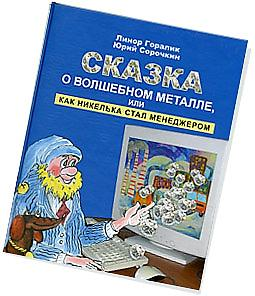 Линор Горалик
Юрий Сорочкин
СКАЗКА
О ВОЛШЕБНОМ МЕТАЛЛЕ,
ИЛИ
КАК НИКЕЛЬКА СТАЛ МЕНЕДЖЕРОМ